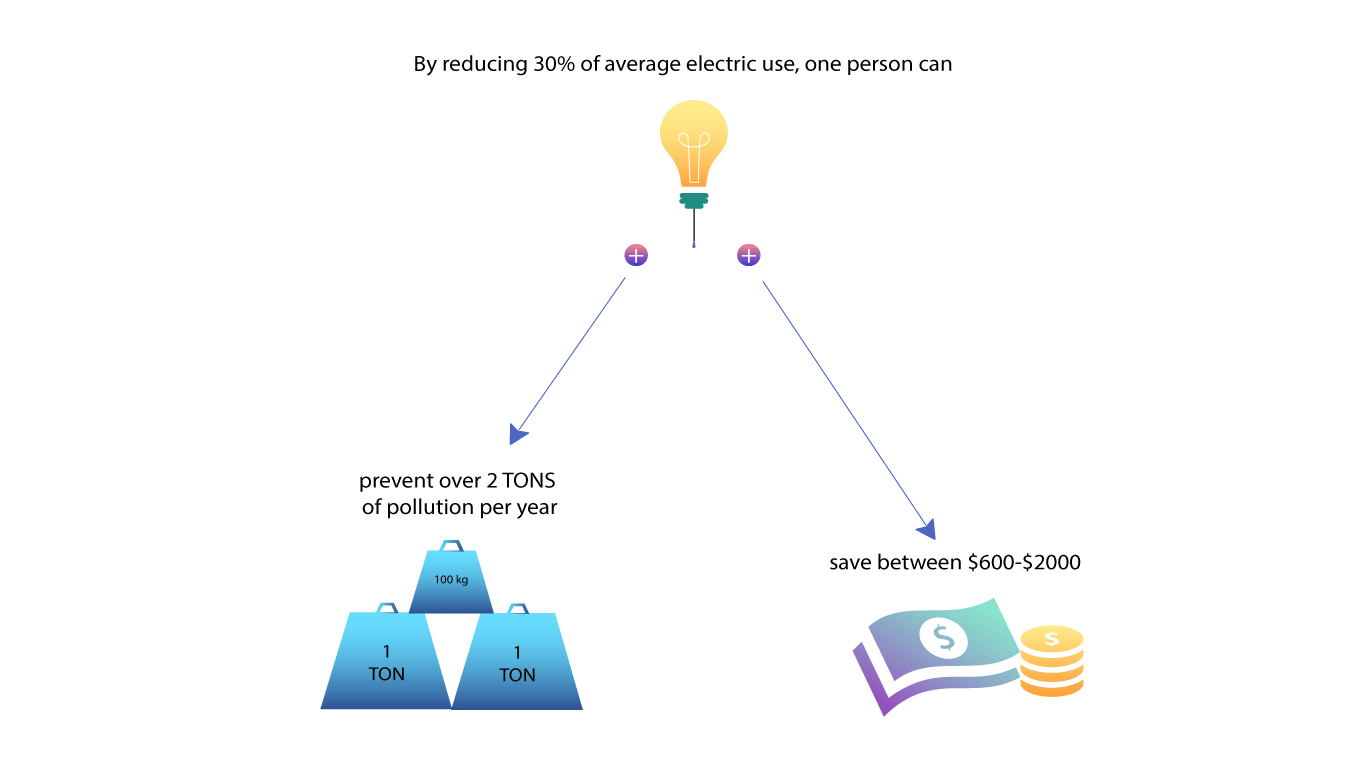 By reducing 30% of average electric use, one person can
prevent over 2 TONS
of pollution per year
100 kg
1
TON
1
TON
save between $600-$2000
$
$